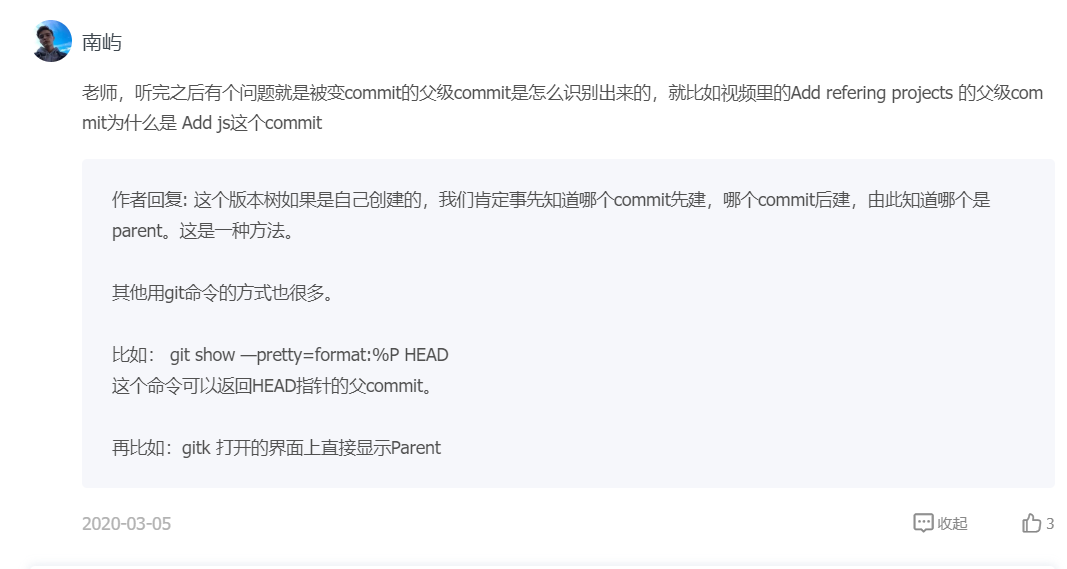 南屿
老师，听完之后有个问题就是被变commit的父级commit是怎么识别出来的，就比如视频里的Add refering projects 的父级com
mit为什么是 Add js这个commit
作者回复: 这个版本树如果是自己创建的，我们肯定事先知道哪个commit先建，哪个commit后建，由此知道哪个是
parent。这是一种方法。
其他用git命令的方式也很多。
比如： git show —pretty=format:%P HEAD
这个命令可以返回HEAD指针的父commit。
再比如：gitk 打开的界面上直接显示Parent
2020-03-05 收起 3